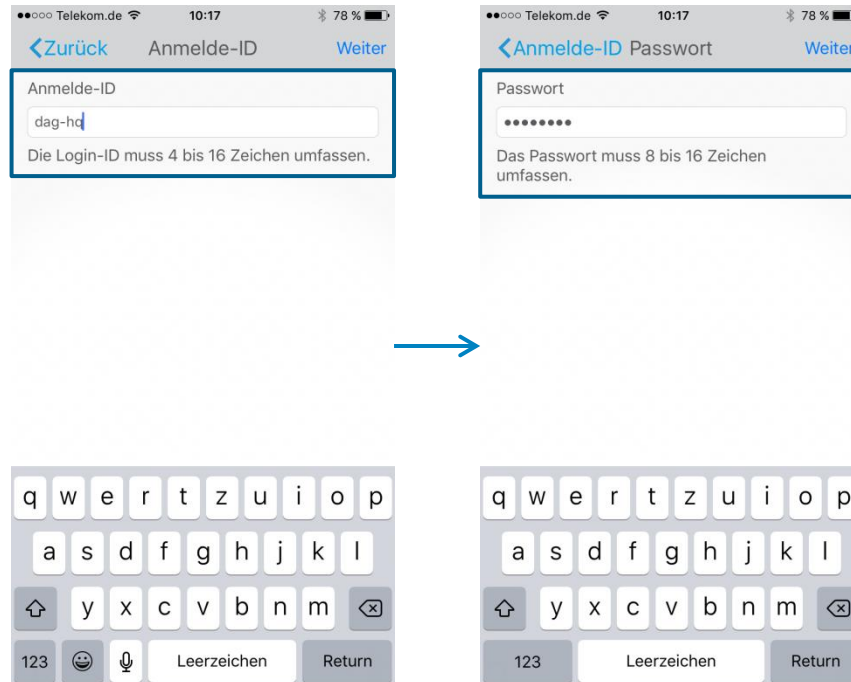 Telekom.de 10:17 78 %
Zurück Anmelde-ID Weiter
Anmelde-ID
dag-hq
Die Login-ID muss 4 bis 16 Zeichen umfassen.
q w e r t z u i o p
a s d f g h j k l
y x c v b n m
123 Leerzeichen Return
Telekom.de 10:17 78 %
Anmelde-ID Passwort Weiter
Passwort
••••••••
Das Passwort muss 8 bis 16 Zeichen
umfassen.
q w e r t z u i o p
a s d f g h j k l
y x c v b n m
123 Leerzeichen Return